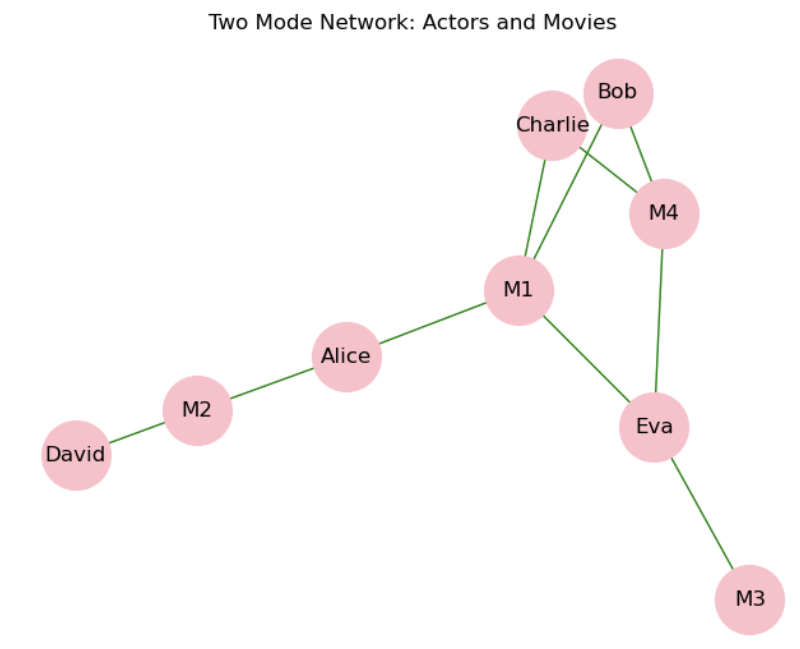 Two Mode Network: Actors and Movies
Bob
Charlie
M4
M1
Alice
M2
Eva
David
M3